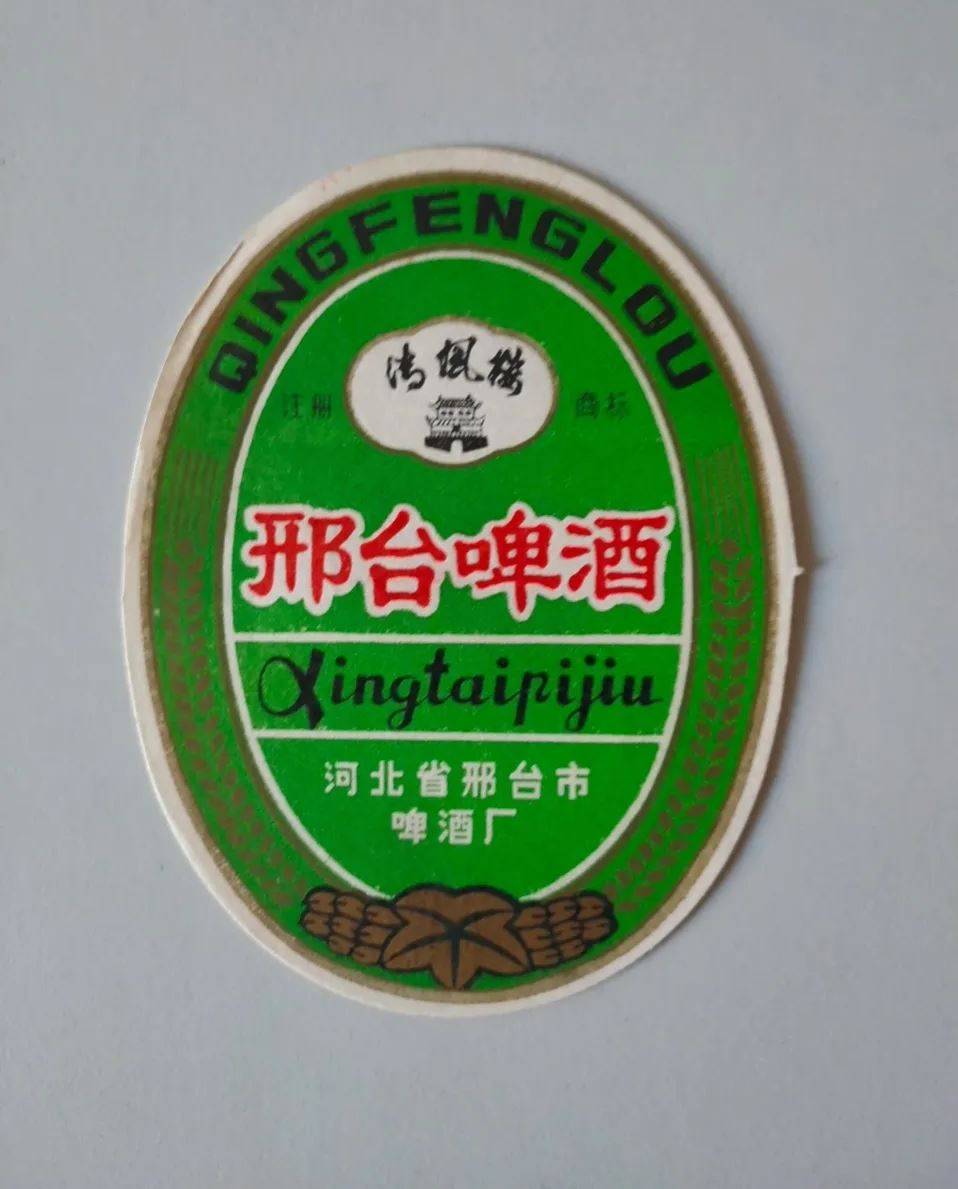 QINGFENGLOU
清風楼
注册 商标
邢台啤酒
Xingtaipijiu
河北省邢台市
啤酒厂